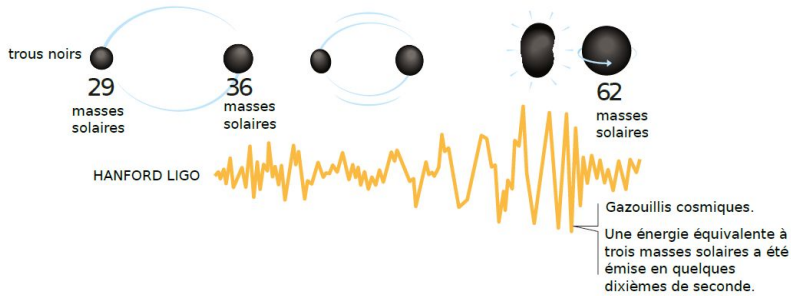 trous noirs
29
masses
solaires
36
masses
solaires
62
masses
solaires
HANFORD LIGO
Gazouillis cosmiques.
Une énergie équivalente à
trois masses solaires a été
émise en quelques
dixièmes de seconde.